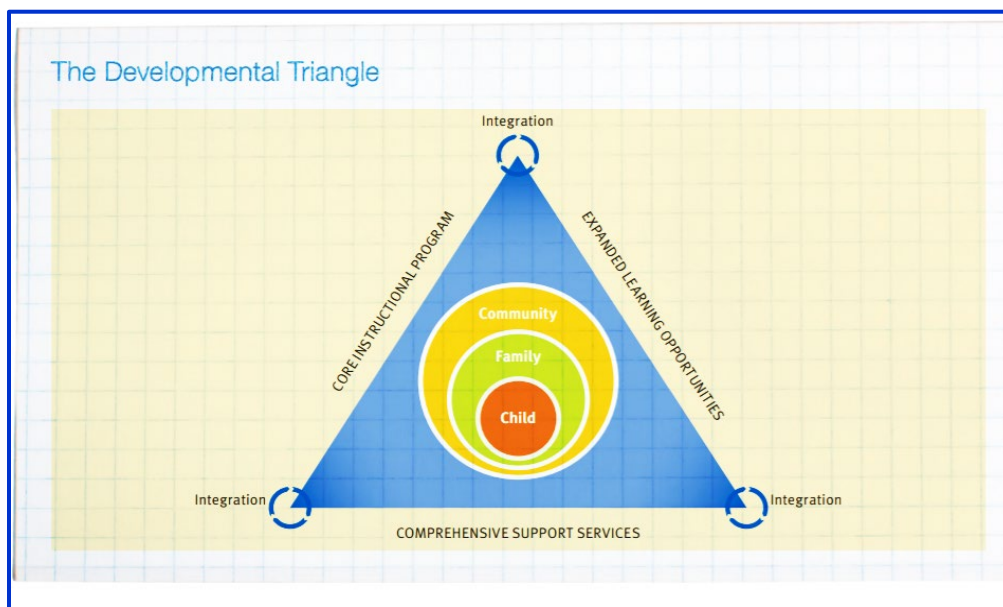 The Developmental Triangle
Integration
CORE INSTRUCTIONAL PROGRAM
EXPANDED LEARNING OPPORTUNITIES
Community
Family
Child
Integration
Integration
COMPREHENSIVE SUPPORT SERVICES